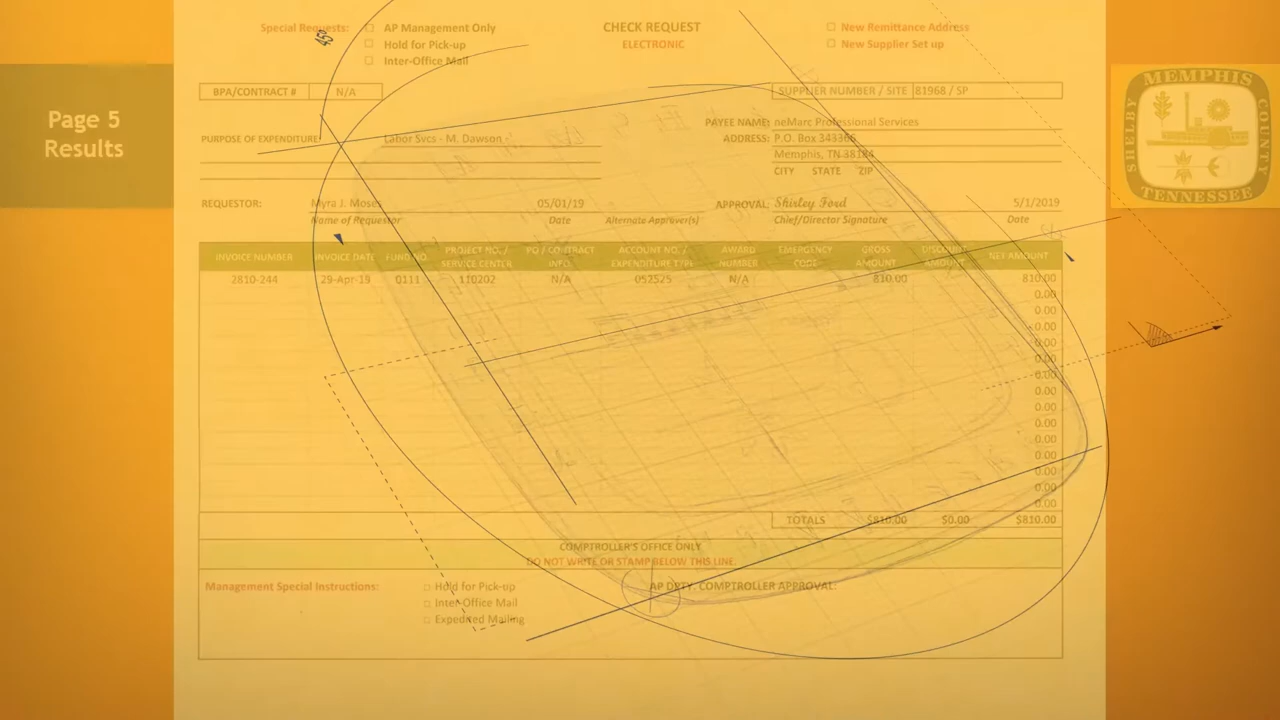 Page 5
Results
Special Requests: ☐ AP Management Only
☐ Hold for Pick-up
☐ Inter-Office Mail
CHECK REQUEST
ELECTRONIC
☐ New Remittance Address
☐ New Supplier Set up
45°
MEMPHIS
SHELBY COUNTY
TENNESSEE
BPA/CONTRACT # N/A
SUPPLIER NUMBER / SITE 81968 / SP
PURPOSE OF EXPENDITURE: Labor Svcs - M. Dawson -
PAYEE NAME: neMarc Professional Services
ADDRESS: P.O. Box 343366
Memphis, TN 38184
CITY STATE ZIP
REQUESTOR: Myra J. Moses 05/01/19 APPROVAL: Shirley Ford 5/1/2019
Name of Requestor Date Alternate Approver(s) Chief/Director Signature Date
INVOICE NUMBER INVOICE DATE FUND NO. PROJECT NO. / SERVICE CENTER PO / CONTRACT INFO. ACCOUNT NO. / EXPENDITURE TYPE AWARD NUMBER EMERGENCY CODE GROSS AMOUNT DISCOUNT AMOUNT NET AMOUNT
2810-244 29-Apr-19 0111 110202 N/A 052525 N/A 810.00 810.00
0.00
0.00
0.00
0.00
0.00
0.00
0.00
0.00
0.00
0.00
0.00
0.00
0.00
0.00
TOTALS $810.00 $0.00 $810.00
COMPTROLLER'S OFFICE ONLY
DO NOT WRITE OR STAMP BELOW THIS LINE.
Management Special Instructions: ☐ Hold for Pick-up
☐ Inter-Office Mail
☐ Expedited Mailing
AP DPTY. COMPTROLLER APPROVAL: